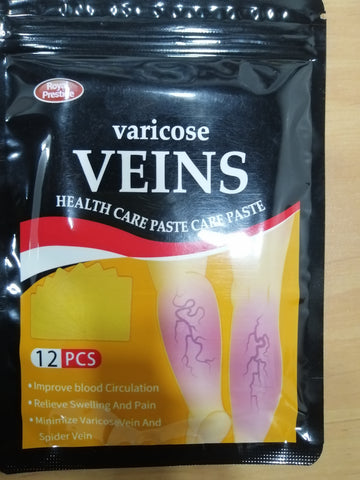 Royal
Prestige
varicose
VEINS
HEALTH CARE PASTE CARE PASTE
12 PCS
• Improve blood Circulation
• Relieve Swelling And Pain
• Minimize VaricoseVein And
Spider Vein